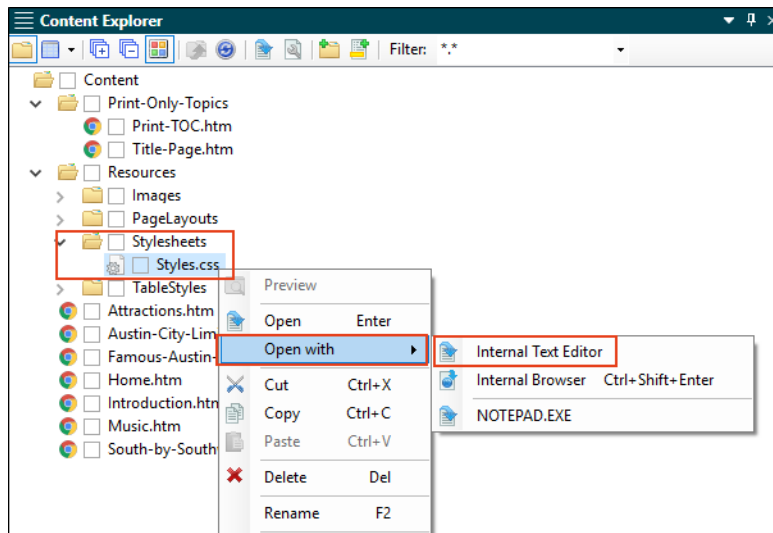 Content Explorer
Filter: *.*
Content
Print-Only-Topics
Print-TOC.htm
Title-Page.htm
Resources
Images
PageLayouts
Stylesheets
Styles.css
TableStyles
Attractions.htm
Austin-City-Lim
Famous-Austin-
Home.htm
Introduction.htm
Music.htm
South-by-South
Preview
Open Enter
Open with
Cut Ctrl+X
Copy Ctrl+C
Paste Ctrl+V
Delete Del
Rename F2
Internal Text Editor
Internal Browser Ctrl+Shift+Enter
NOTEPAD.EXE